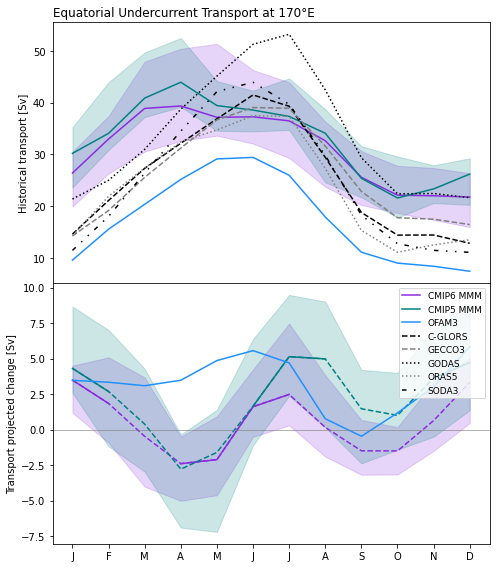 Equatorial Undercurrent Transport at 170°E
Historical transport [Sv]
50
40
30
20
10
Transport projected change [Sv]
10.0
7.5
5.0
2.5
0.0
−2.5
−5.0
−7.5
CMIP6 MMM
CMIP5 MMM
OFAM3
C-GLORS
GECCO3
GODAS
ORAS5
SODA3
J F M A M J J A S O N D